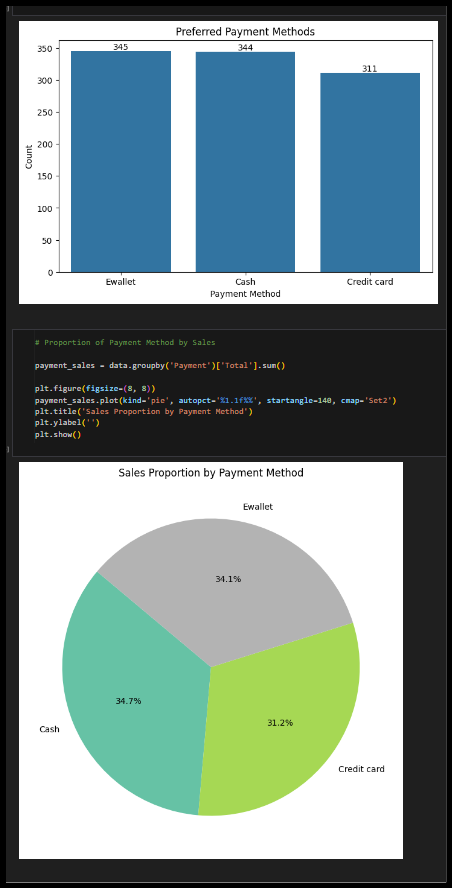 Preferred Payment Methods
350
300
250
200
150
100
50
0
Count
345
344
311
Ewallet
Cash
Credit card
Payment Method
# Proportion of Payment Method by Sales
payment_sales = data.groupby('Payment')['Total'].sum()
plt.figure(figsize=(8, 8))
payment_sales.plot(kind='pie', autopct='%1.1f%%', startangle=140, cmap='Set2')
plt.title('Sales Proportion by Payment Method')
plt.ylabel('')
plt.show()
Sales Proportion by Payment Method
Ewallet
34.1%
34.7%
31.2%
Cash
Credit card